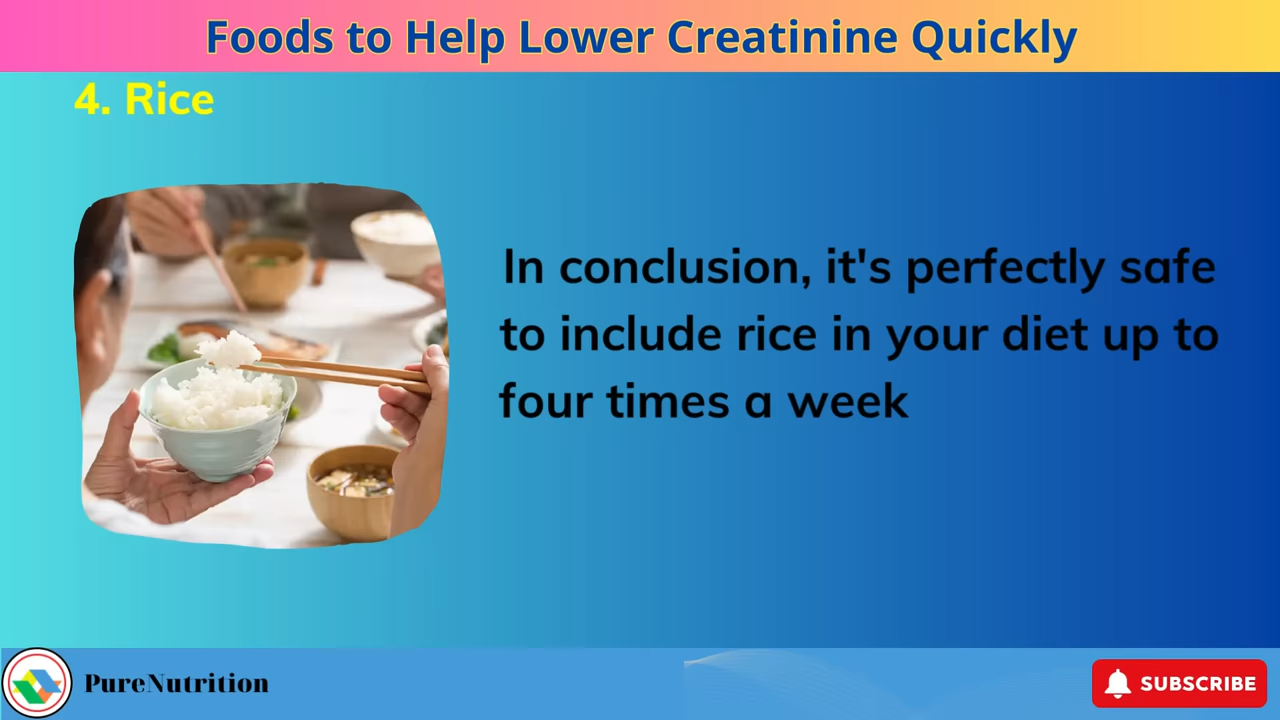 Foods to Help Lower Creatinine Quickly
4. Rice
In conclusion, it's perfectly safe
to include rice in your diet up to
four times a week
PureNutrition
SUBSCRIBE